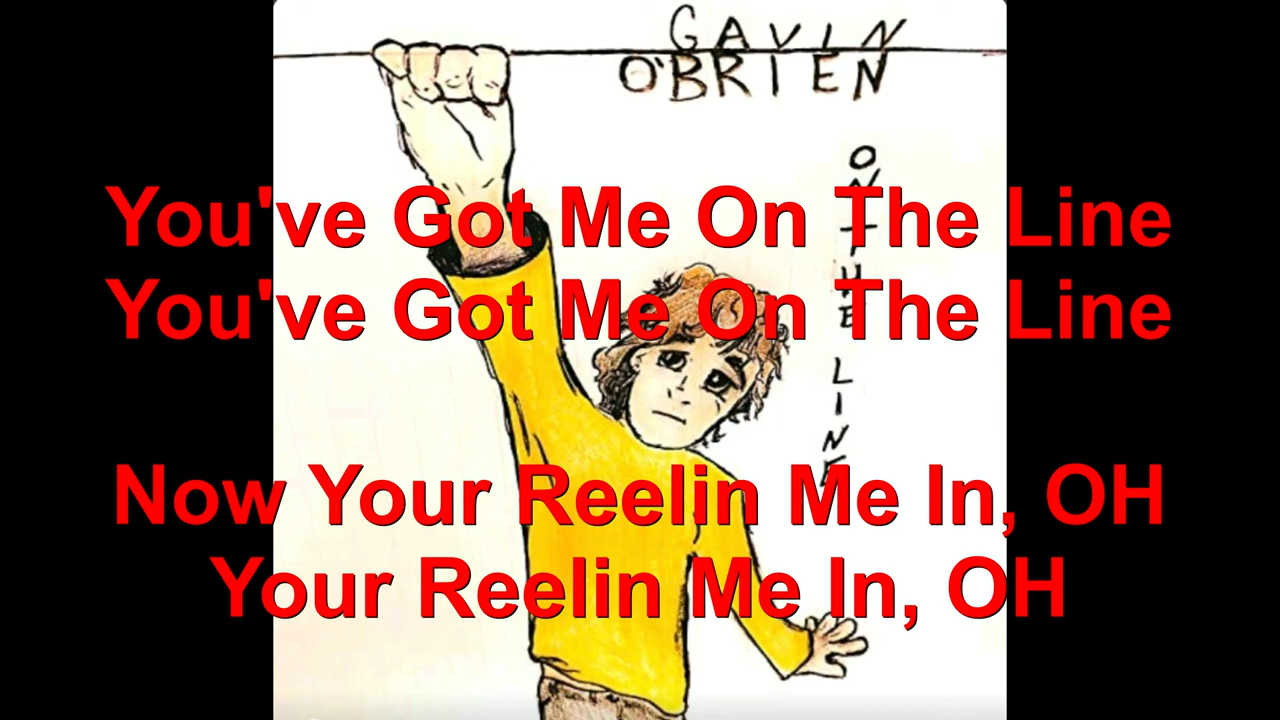 GAVIN
O'BRIEN
ON THE LINE
You've Got Me On The Line
You've Got Me On The Line
Now Your Reelin Me In, OH
Your Reelin Me In, OH